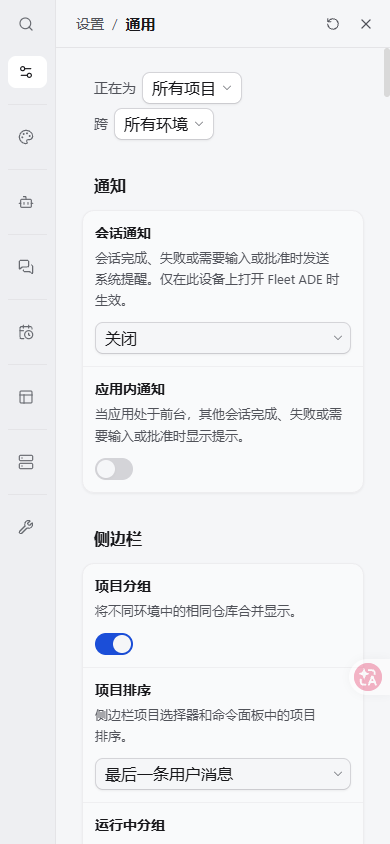 设置 / 通用
正在为 所有项目
跨 所有环境
通知
会话通知
会话完成、失败或需要输入或批准时发送
系统提醒。仅在此设备上打开 Fleet ADE 时
生效。
关闭
应用内通知
当应用处于前台，其他会话完成、失败或需
要输入或批准时显示提示。
侧边栏
项目分组
将不同环境中的相同仓库合并显示。
项目排序
侧边栏项目选择器和命令面板中的项目
排序。
最后一条用户消息
运行中分组